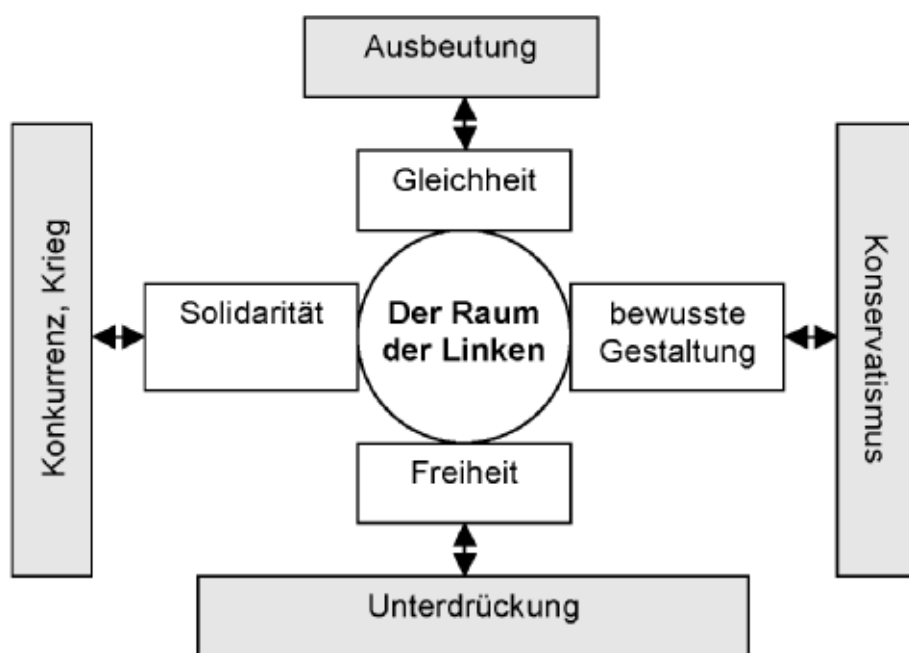 Ausbeutung
Gleichheit
Konkurrenz, Krieg
Solidarität
Der Raum
der Linken
bewusste
Gestaltung
Konservatismus
Freiheit
Unterdrückung